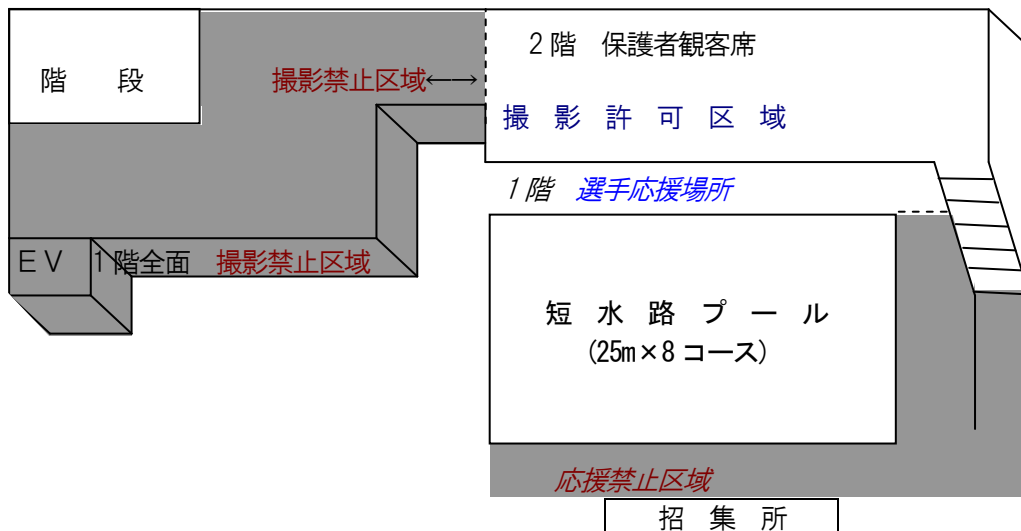 2階 保護者観客席
階 段
撮影禁止区域←→
撮 影 許 可 区 域
1階 選手応援場所
EV 1階全面 撮影禁止区域
短 水 路 プ ー ル
(25m×8コース)
応援禁止区域
招 集 所